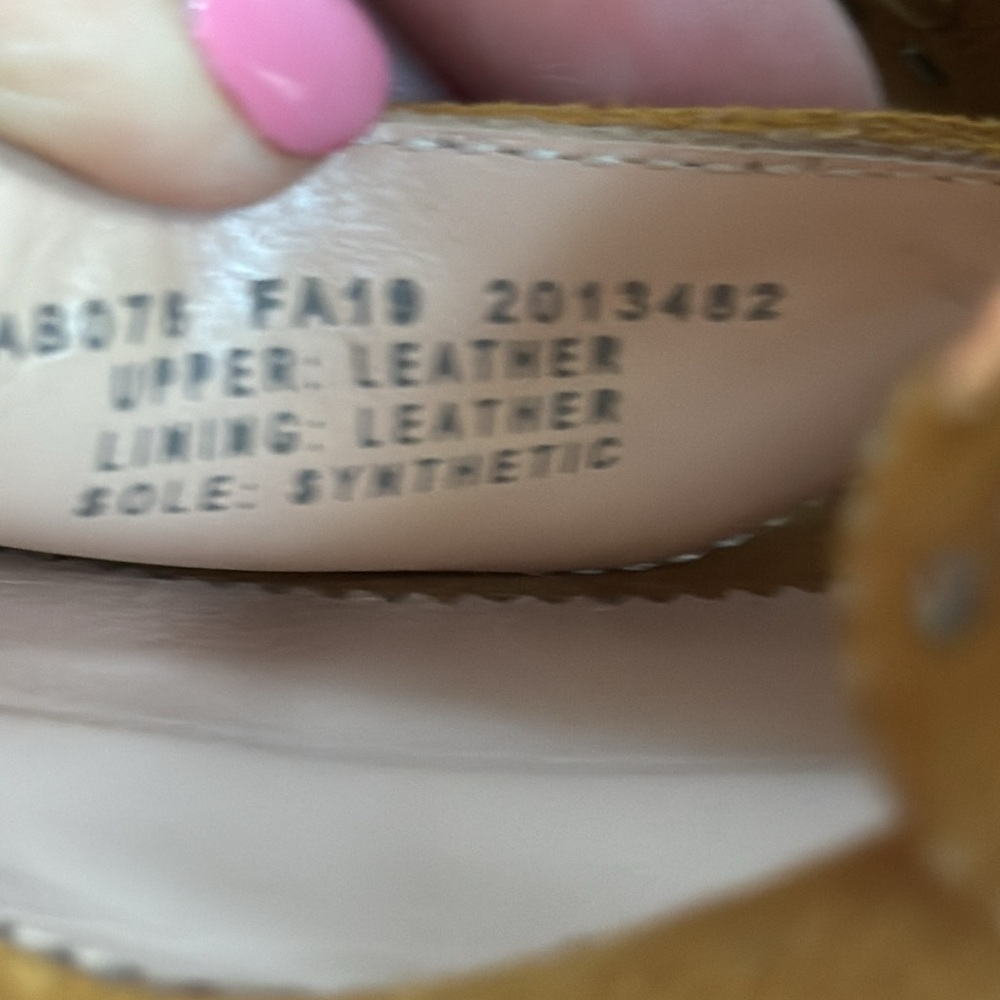 FA19 2013482
UPPER: LEATHER
LINING: LEATHER
SOLE: SYNTHETIC